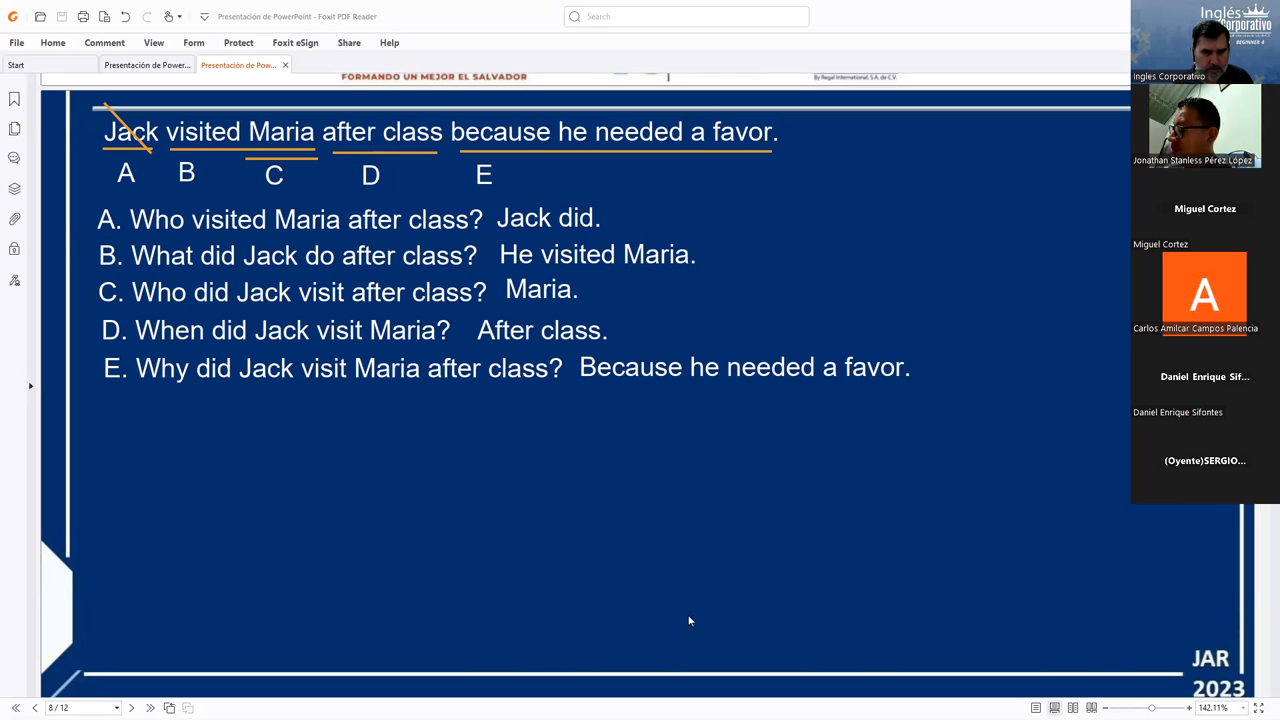 Presentación de PowerPoint - Foxit PDF Reader
Search
File Home Comment View Form Protect Foxit eSign Share Help
Start
Presentación de Power...
Presentación de Pow...
FORMANDO UN MEJOR EL SALVADOR
By Regal International, S.A. de C.V.
Jack visited Maria after class because he needed a favor.
A B C D E
A. Who visited Maria after class? Jack did.
B. What did Jack do after class? He visited Maria.
C. Who did Jack visit after class? Maria.
D. When did Jack visit Maria? After class.
E. Why did Jack visit Maria after class? Because he needed a favor.
JAR
2023
8 / 12
142.11%
Inglés
Corporativo
BEGINNER 4
Ingles Corporativo
Jonathan Stanless Pérez López
Miguel Cortez
Miguel Cortez
A
Carlos Amilcar Campos Palencia
Daniel Enrique Sif...
Daniel Enrique Sifontes
(Oyente)SERGIO...